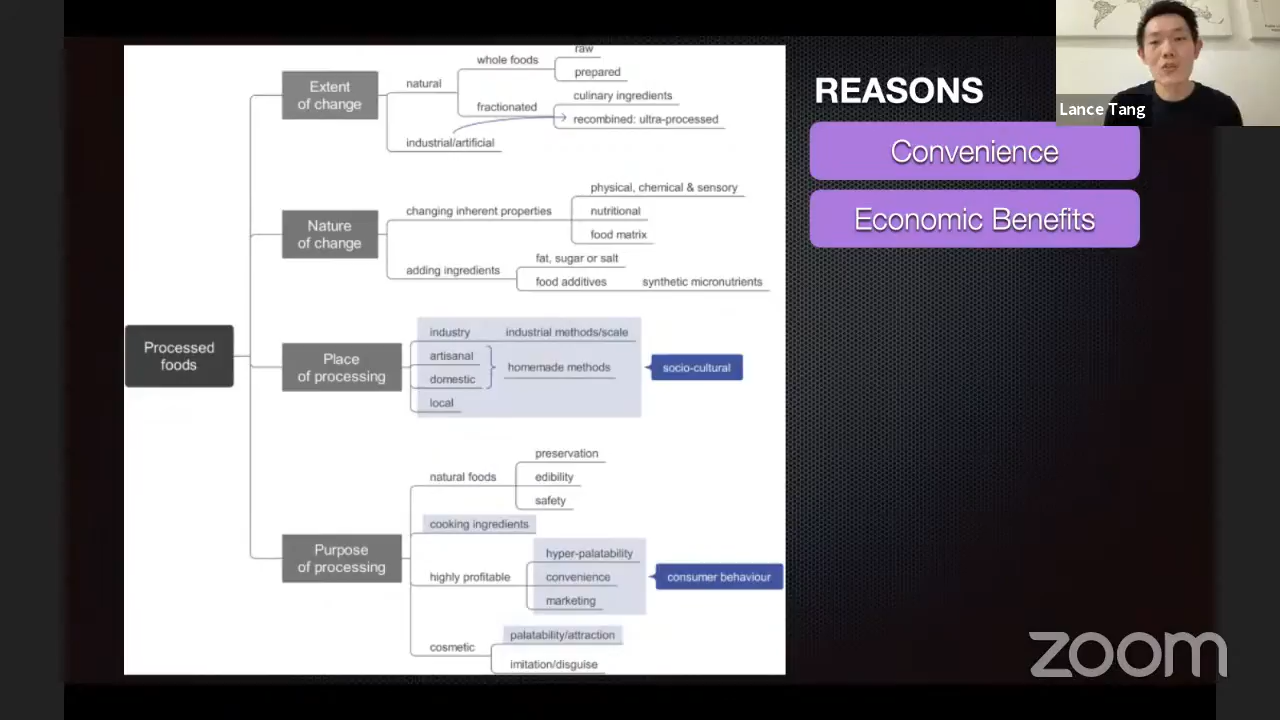 Processed
foods
Extent
of change
natural
whole foods
raw
prepared
fractionated
culinary ingredients
recombined: ultra-processed
industrial/artificial
Nature
of change
changing inherent properties
physical, chemical & sensory
nutritional
food matrix
adding ingredients
fat, sugar or salt
food additives
synthetic micronutrients
Place
of processing
industry
industrial methods/scale
artisanal
domestic
homemade methods
local
socio-cultural
Purpose
of processing
natural foods
preservation
edibility
safety
cooking ingredients
highly profitable
hyper-palatability
convenience
marketing
consumer behaviour
cosmetic
palatability/attraction
imitation/disguise
REASONS
Convenience
Economic Benefits
Lance Tang
zoom